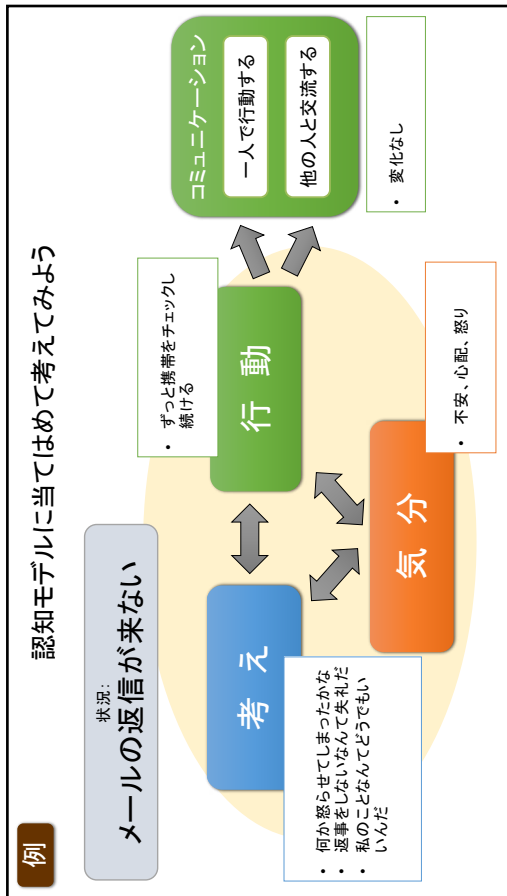 例
認知モデルに当てはめて考えてみよう
状況:
メールの返信が来ない
考え
・ 何か怒らせてしまったかな
・ 返事をしないなんて失礼だ
・ 私のことなんてどうでもい
いんだ
行動
・ ずっと携帯をチェックし
続ける
気分
・ 不安、心配、怒り
コミュニケーション
一人で行動する
他の人と交流する
・ 変化なし